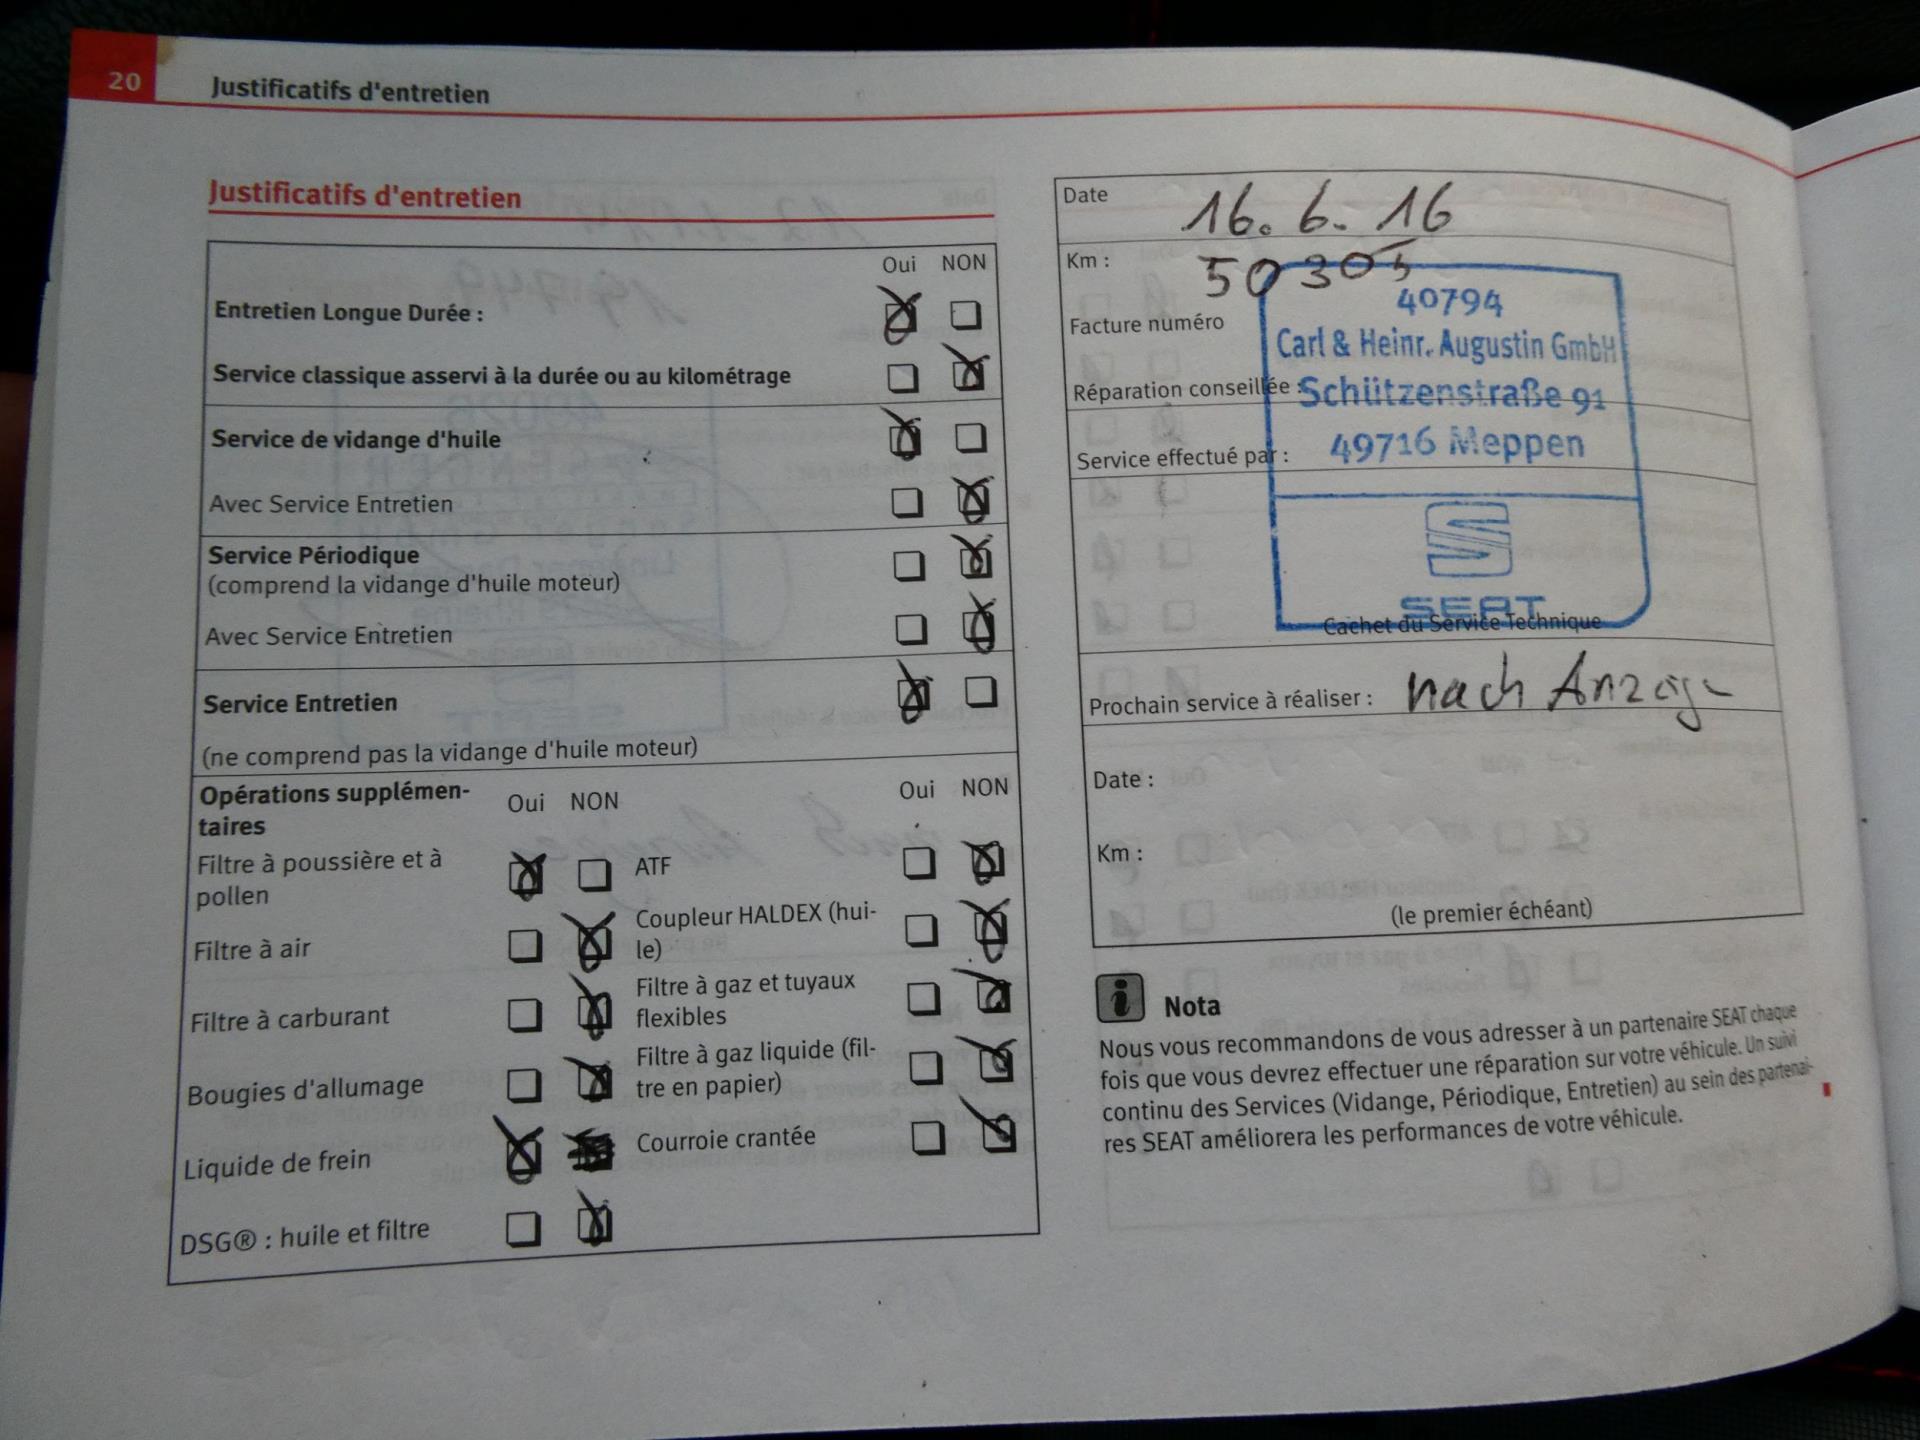 20
Justificatifs d'entretien
Justificatifs d'entretien
Oui NON
Entretien Longue Durée :
Service classique asservi à la durée ou au kilométrage
Service de vidange d'huile
Avec Service Entretien
Service Périodique
(comprend la vidange d'huile moteur)
Avec Service Entretien
Service Entretien
(ne comprend pas la vidange d'huile moteur)
Opérations supplémen-
taires
Oui NON
Oui NON
Filtre à poussière et à
pollen
ATF
Filtre à air
Coupleur HALDEX (hui-
le)
Filtre à carburant
Filtre à gaz et tuyaux
flexibles
Bougies d'allumage
Filtre à gaz liquide (fil-
tre en papier)
Liquide de frein
Courroie crantée
DSG® : huile et filtre
Date 16. 6. 16
Km : 50305
Facture numéro
Réparation conseillée :
Service effectué par :
40794
Carl & Heinr. Augustin GmbH
Schützenstraße 91
49716 Meppen
SEAT
Cachet du Service Technique
Prochain service à réaliser : nach Anzeige
Date :
Km :
(le premier échéant)
Nota
Nous vous recommandons de vous adresser à un partenaire SEAT chaque
fois que vous devrez effectuer une réparation sur votre véhicule. Un suivi
continu des Services (Vidange, Périodique, Entretien) au sein des partenai-
res SEAT améliorera les performances de votre véhicule.